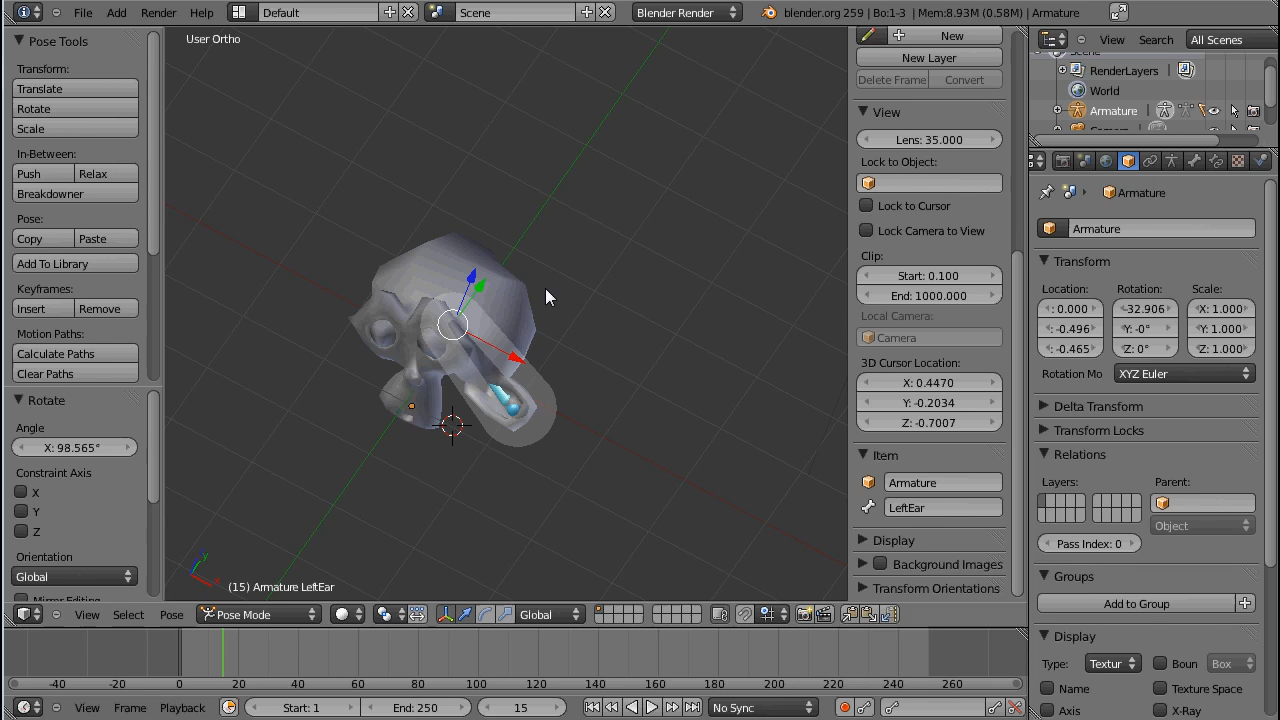 File Add Render Help Default Scene Blender Render blender.org 259 | Bo:1-3 | Mem:8.93M (0.58M) | Armature
Pose Tools
Transform:
Translate
Rotate
Scale
In-Between:
Push Relax
Breakdowner
Pose:
Copy Paste
Add To Library
Keyframes:
Insert Remove
Motion Paths:
Calculate Paths
Clear Paths
Rotate
Angle
X: 98.565°
Constraint Axis
X
Y
Z
Orientation
Global
User Ortho
(15) Armature LeftEar
New
New Layer
Delete Frame Convert
View
Lens: 35.000
Lock to Object:
Lock to Cursor
Lock Camera to View
Clip:
Start: 0.100
End: 1000.000
Local Camera:
Camera
3D Cursor Location:
X: 0.4470
Y: -0.2034
Z: -0.7007
Item
Armature
LeftEar
Display
Background Images
Transform Orientations
View Search All Scenes
RenderLayers
World
Armature
Armature
Armature
Transform
Location: Rotation: Scale:
: 0.000 -32.906 X: 1.000
: -0.496 Y: -0° Y: 1.000
: -0.465 Z: 0° Z: 1.000
Rotation Mo XYZ Euler
Delta Transform
Transform Locks
Relations
Layers: Parent:
Object
Pass Index: 0
Groups
Add to Group
Display
Type: Textur Boun Box
Name Texture Space
Axis X-Ray
View Select Pose Pose Mode Global
-40 -20 0 20 40 60 80 100 120 140 160 180 200 220 240 260
View Frame Playback Start: 1 End: 250 15 No Sync